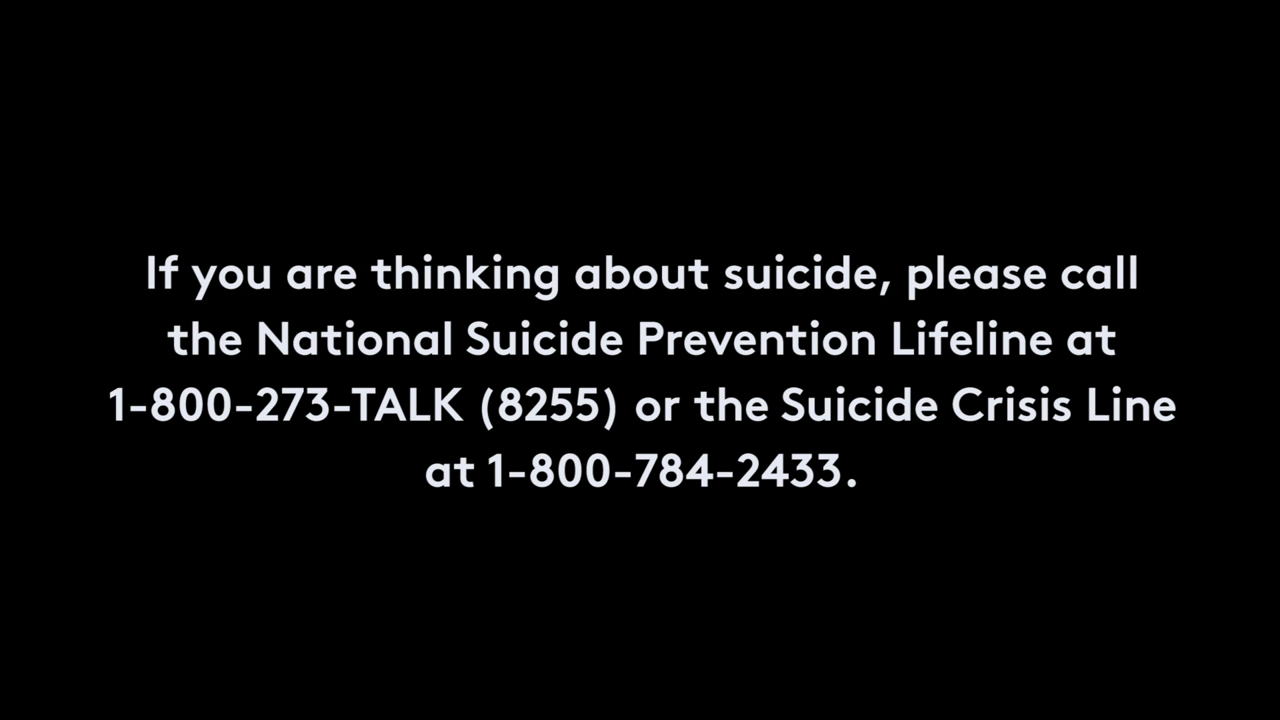 If you are thinking about suicide, please call
the National Suicide Prevention Lifeline at
1-800-273-TALK (8255) or the Suicide Crisis Line
at 1-800-784-2433.